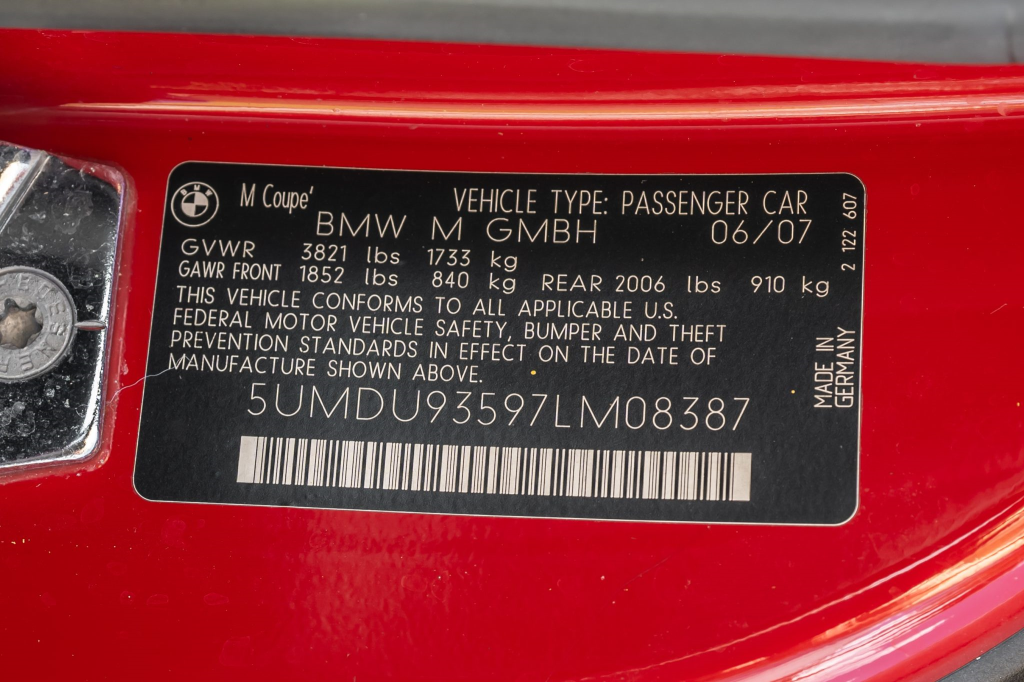 BMW
M Coupe'
VEHICLE TYPE: PASSENGER CAR
BMW M GMBH 06/07
GVWR 3821 lbs 1733 kg
GAWR FRONT 1852 lbs 840 kg REAR 2006 lbs 910 kg
THIS VEHICLE CONFORMS TO ALL APPLICABLE U.S.
FEDERAL MOTOR VEHICLE SAFETY, BUMPER AND THEFT
PREVENTION STANDARDS IN EFFECT ON THE DATE OF
MANUFACTURE SHOWN ABOVE.
5UMDU93597LM08387
2 122 607
MADE IN
GERMANY